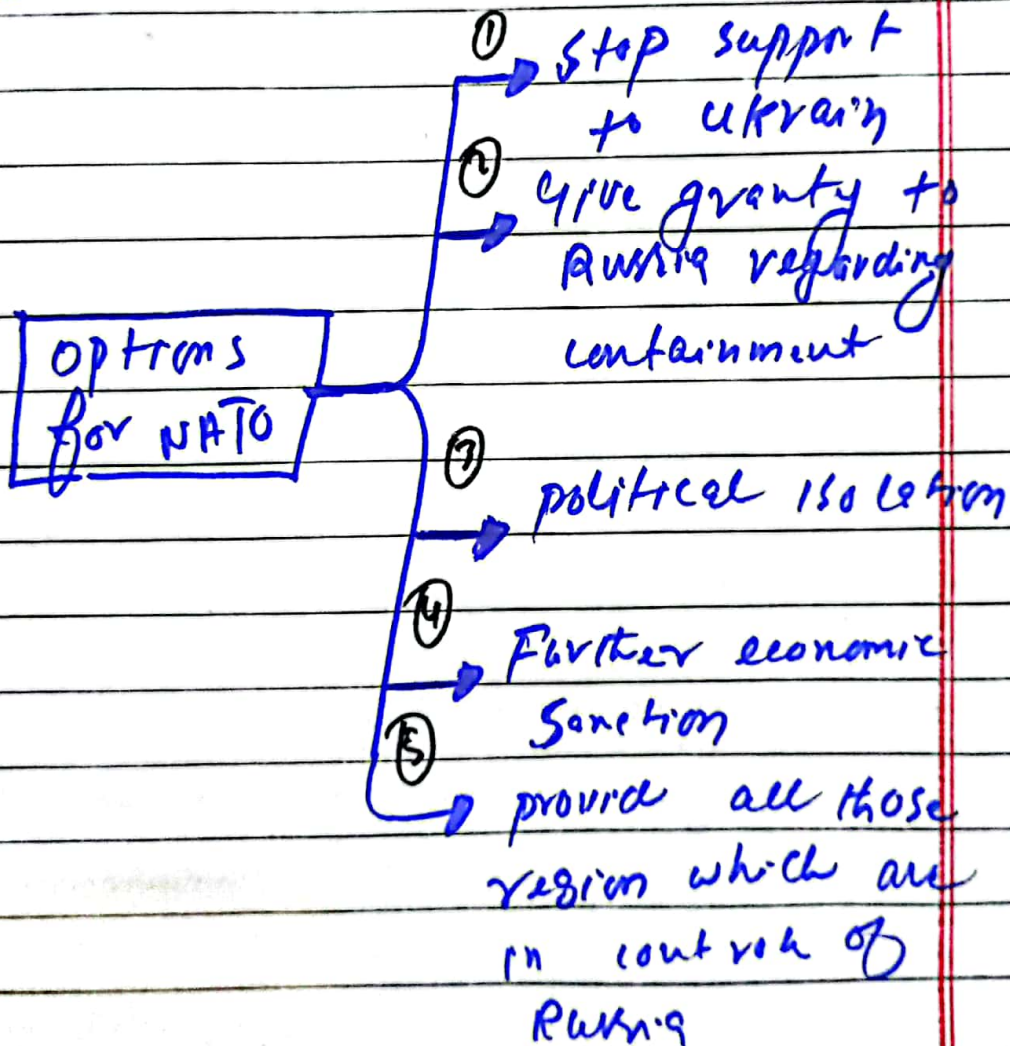 ① stop support
to Ukrain
② Give granty to
Russia regarding
containment
options
for NATO
③ political isolation
④ Further economic
Sanction
⑤ provid all those
region which are
in control of
Russia